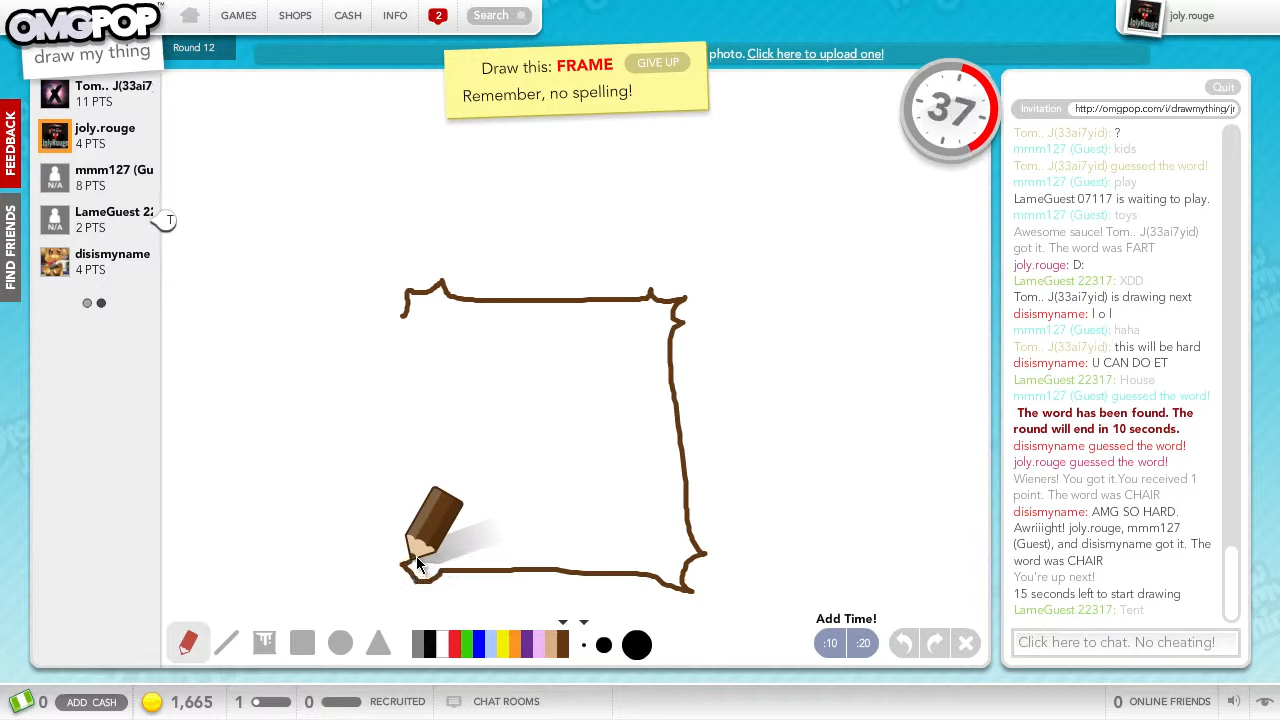 OMGPOP™
GAMES SHOPS CASH INFO 2 Search
joly.rouge
draw my thing
Round 12
photo. Click here to upload one!
Draw this: FRAME GIVE UP
Remember, no spelling!
37
FEEDBACK
FIND FRIENDS
Tom.. J(33ai7
11 PTS
joly.rouge
4 PTS
N/A mmm127 (Gu
8 PTS
N/A LameGuest 22
2 PTS
T
disismyname
4 PTS
Quit
Invitation http://omgpop.com/i/drawmything/jr
Tom.. J(33ai7yid): ?
mmm127 (Guest): kids
Tom.. J(33ai7yid) guessed the word!
mmm127 (Guest): play
LameGuest 07117 is waiting to play.
mmm127 (Guest): toys
Awesome sauce! Tom.. J(33ai7yid)
got it. The word was FART
joly.rouge: D:
LameGuest 22317: XDD
Tom.. J(33ai7yid) is drawing next
disismyname: l o l
mmm127 (Guest): haha
Tom.. J(33ai7yid): this will be hard
disismyname: U CAN DO ET
LameGuest 22317: House
mmm127 (Guest) guessed the word!
The word has been found. The
round will end in 10 seconds.
disismyname guessed the word!
joly.rouge guessed the word!
Wieners! You got it.You received 1
point. The word was CHAIR
disismyname: AMG SO HARD.
Awriiight! joly.rouge, mmm127
(Guest), and disismyname got it. The
word was CHAIR
You're up next!
15 seconds left to start drawing
LameGuest 22317: Tent
Click here to chat. No cheating!
Add Time!
:10 :20
0 ADD CASH 1,665 1 0 RECRUITED CHAT ROOMS 0 ONLINE FRIENDS